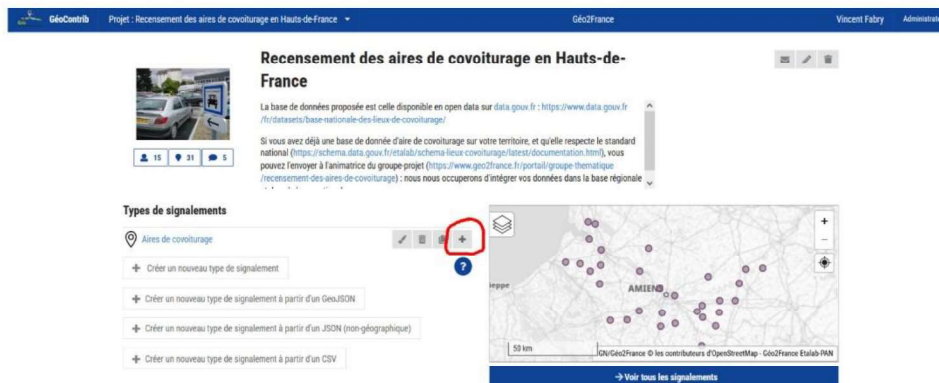 GéoContrib Projet : Recensement des aires de covoiturage en Hauts-de-France Géo2France Vincent Fabry Administrat
Recensement des aires de covoiturage en Hauts-de-
France
La base de données proposée est celle disponible en open data sur data.gouv.fr : https://www.data.gouv.fr
/fr/datasets/base-nationale-des-lieux-de-covoiturage/
Si vous avez déjà une base de donnée d'aire de covoiturage sur votre territoire, et qu'elle respecte le standard
national (https://schema.data.gouv.fr/etalab/schema-lieux-covoiturage/latest/documentation.html), vous
pouvez l'envoyer à l'animatrice du groupe-projet (https://www.geo2france.fr/portail/groupe-thematique
/recensement-des-aires-de-covoiturage) : nous nous occuperons d'intégrer vos données dans la base régionale
15 31 5
Types de signalements
Aires de covoiturage
+ Créer un nouveau type de signalement
?
+ Créer un nouveau type de signalement à partir d'un GeoJSON
+ Créer un nouveau type de signalement à partir d'un JSON (non-géographique)
+ Créer un nouveau type de signalement à partir d'un CSV
+
−
ieppe
AMIENS
50 km
GN/Géo2France © les contributeurs d'OpenStreetMap - Géo2France Etalab-PAN
→ Voir tous les signalements